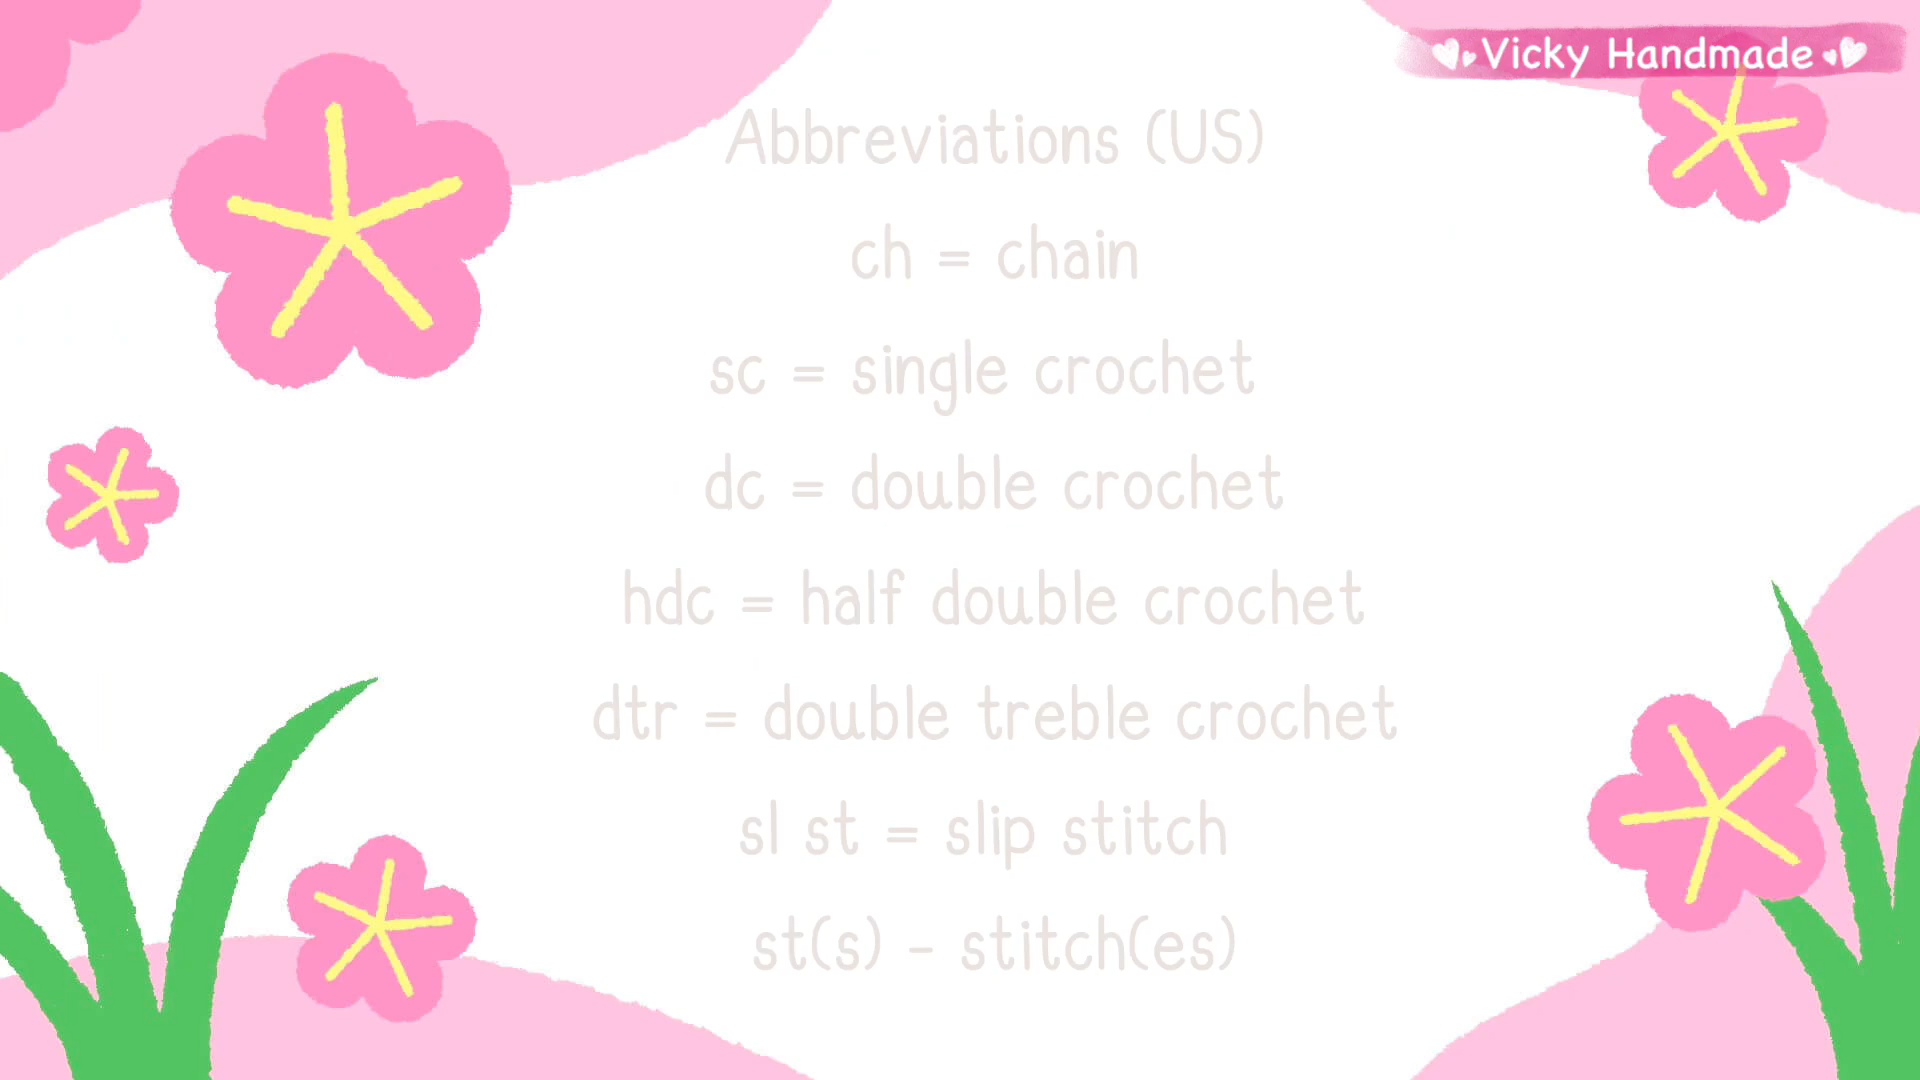 Vicky Handmade
Abbreviations (US)
ch = chain
sc = single crochet
dc = double crochet
hdc = half double crochet
dtr = double treble crochet
sl st = slip stitch
st(s) - stitch(es)